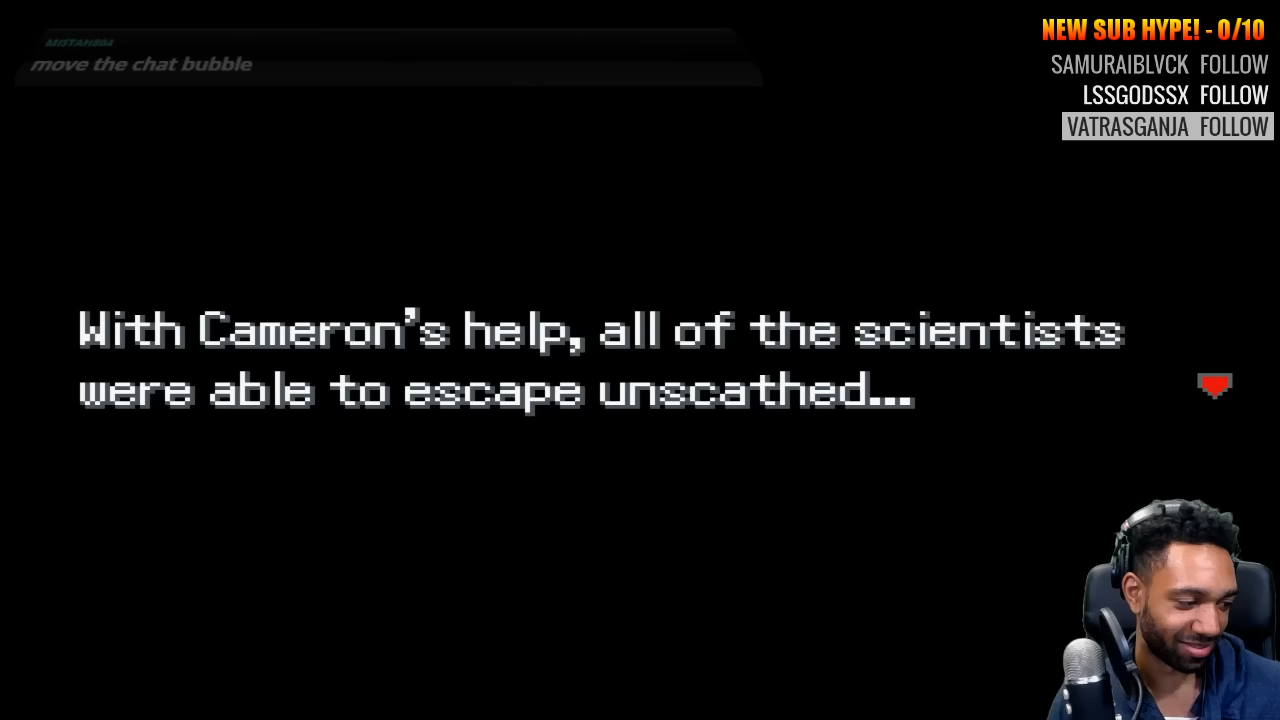 MISTAH804
move the chat bubble
NEW SUB HYPE! - 0/10
SAMURAIBLVCK FOLLOW
LSSGODSSX FOLLOW
VATRASGANJA FOLLOW
With Cameron's help, all of the scientists
were able to escape unscathed...